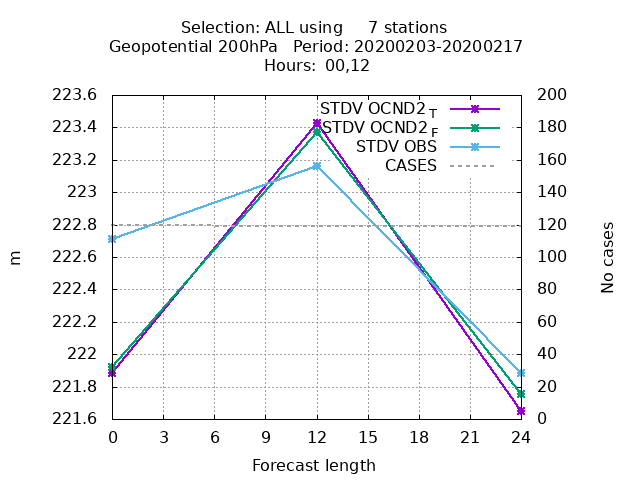 Selection: ALL using     7 stations
Geopotential 200hPa   Period: 20200203-20200217
Hours: 00,12
223.6
223.4
223.2
223
222.8
222.6
222.4
222.2
222
221.8
221.6
m
STDV OCND2 T
STDV OCND2 F
STDV OBS
CASES
200
180
160
140
120
100
80
60
40
20
0
No cases
0 3 6 9 12 15 18 21 24
Forecast length